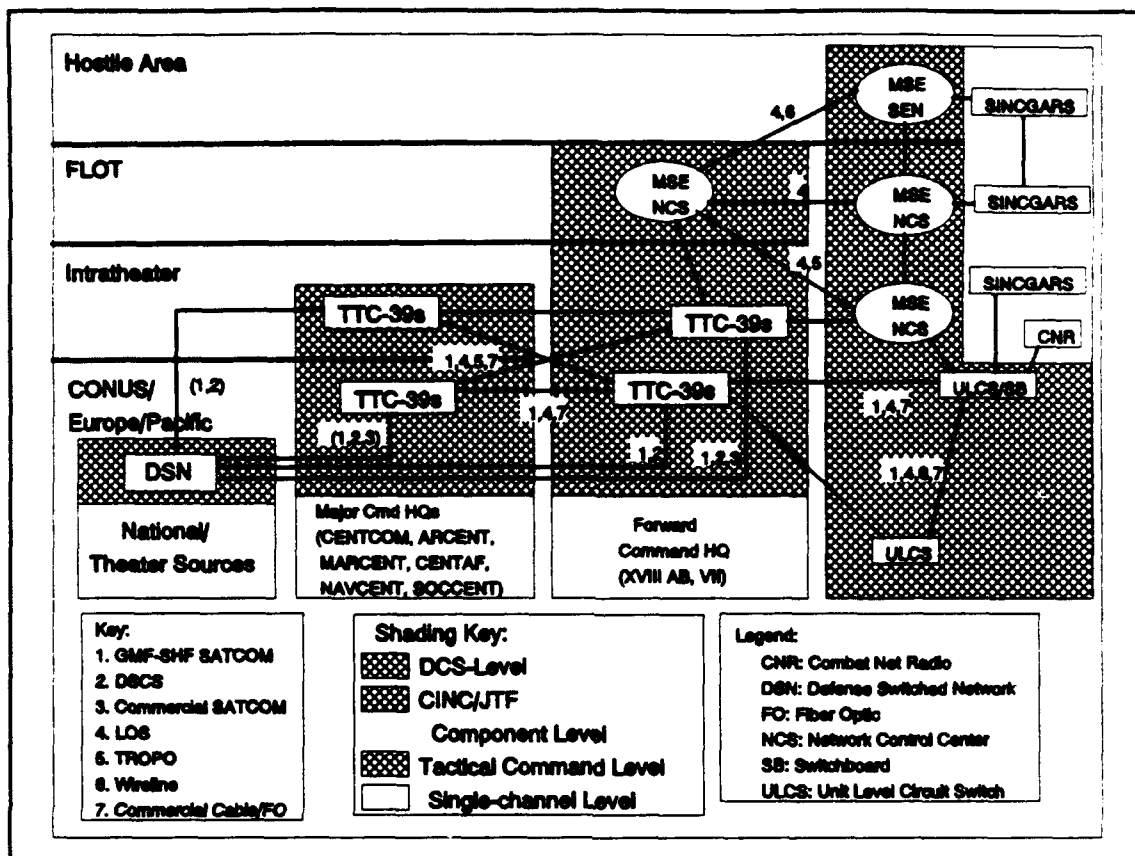 Hostile Area
MSE
SEN
SINCGARS
4,6
FLOT
MSE
NCS
4
MSE
NCS
SINCGARS
Intratheater
4,5
SINCGARS
TTC-39s
TTC-39s
MSE
NCS
CNR
CONUS/
Europe/Pacific
(1,2)
1,4,5,7
TTC-39s
1,4,7
TTC-39s
ULCS/SB
1,4,7
(1,2,3)
1,2
1,2,3
DSN
ULCS
National/
Theater Sources
Major Cmd HQs
(CENTCOM, ARCENT,
MARCENT, CENTAF,
NAVCENT, SOCCENT)
Forward
Command HQ
(XVIII AB, VII)
Key:
1. GMF-SHF SATCOM
2. DSCS
3. Commercial SATCOM
4. LOS
5. TROPO
6. Wireline
7. Commercial Cable/FO
Shading Key:
DCS-Level
CINC/JTF
Component Level
Tactical Command Level
Single-channel Level
Legend:
CNR: Combat Net Radio
DSN: Defense Switched Network
FO: Fiber Optic
NCS: Network Control Center
SB: Switchboard
ULCS: Unit Level Circuit Switch